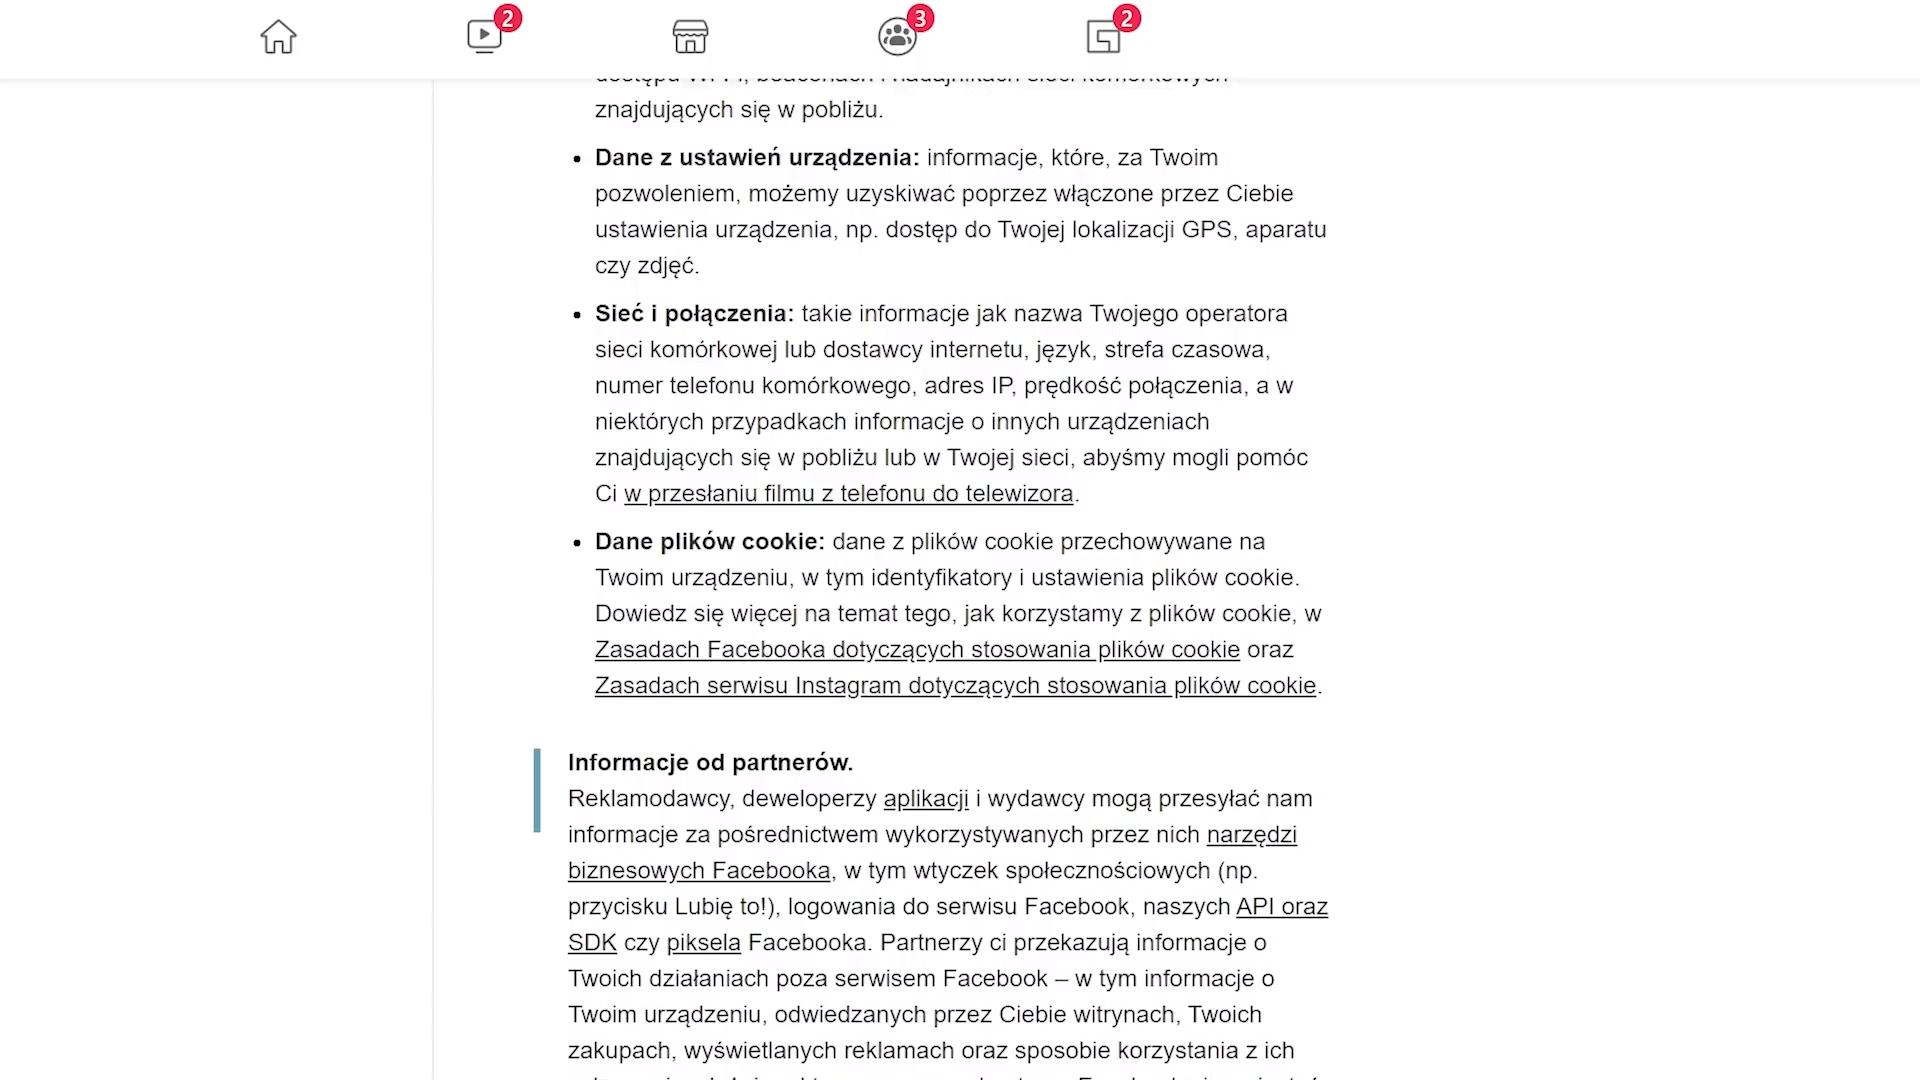 2
3
2
znajdujących się w pobliżu.
Dane z ustawień urządzenia: informacje, które, za Twoim
pozwoleniem, możemy uzyskiwać poprzez włączone przez Ciebie
ustawienia urządzenia, np. dostęp do Twojej lokalizacji GPS, aparatu
czy zdjęć.
Sieć i połączenia: takie informacje jak nazwa Twojego operatora
sieci komórkowej lub dostawcy internetu, język, strefa czasowa,
numer telefonu komórkowego, adres IP, prędkość połączenia, a w
niektórych przypadkach informacje o innych urządzeniach
znajdujących się w pobliżu lub w Twojej sieci, abyśmy mogli pomóc
Ci w przesłaniu filmu z telefonu do telewizora.
Dane plików cookie: dane z plików cookie przechowywane na
Twoim urządzeniu, w tym identyfikatory i ustawienia plików cookie.
Dowiedz się więcej na temat tego, jak korzystamy z plików cookie, w
Zasadach Facebooka dotyczących stosowania plików cookie oraz
Zasadach serwisu Instagram dotyczących stosowania plików cookie.
Informacje od partnerów.
Reklamodawcy, deweloperzy aplikacji i wydawcy mogą przesyłać nam
informacje za pośrednictwem wykorzystywanych przez nich narzędzi
biznesowych Facebooka, w tym wtyczek społecznościowych (np.
przycisku Lubię to!), logowania do serwisu Facebook, naszych API oraz
SDK czy piksela Facebooka. Partnerzy ci przekazują informacje o
Twoich działaniach poza serwisem Facebook – w tym informacje o
Twoim urządzeniu, odwiedzanych przez Ciebie witrynach, Twoich
zakupach, wyświetlanych reklamach oraz sposobie korzystania z ich